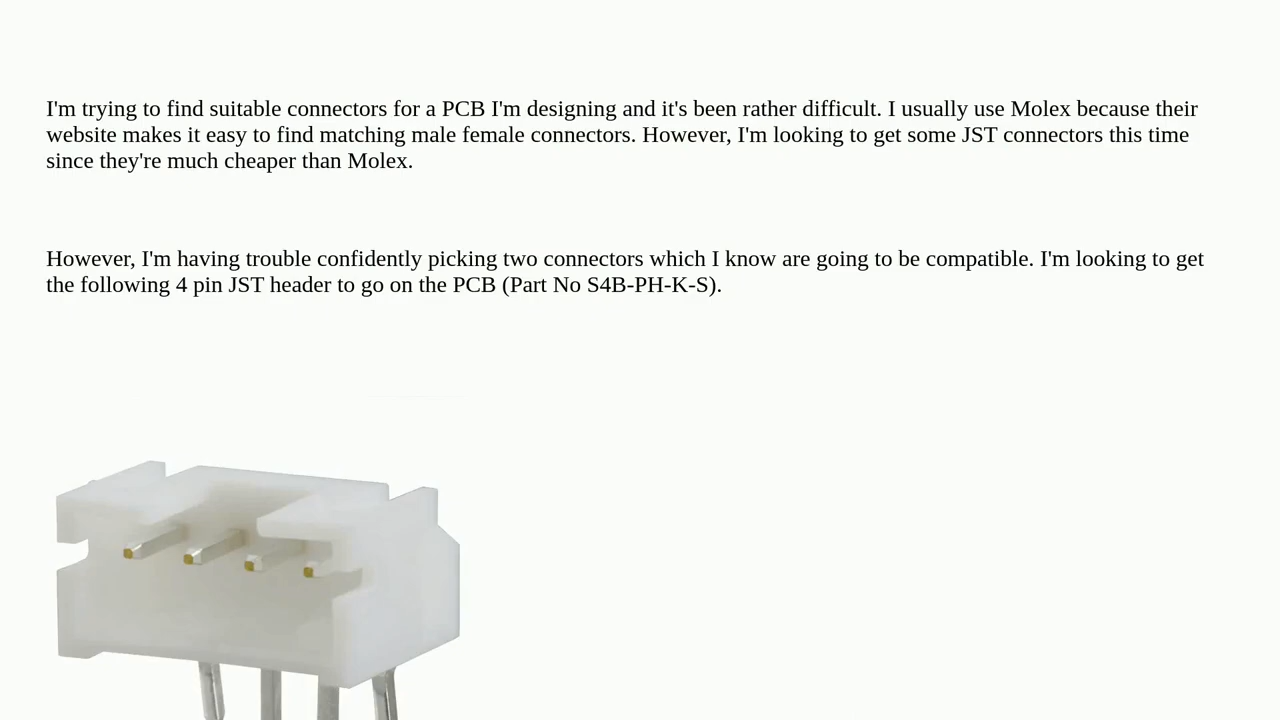 I'm trying to find suitable connectors for a PCB I'm designing and it's been rather difficult. I usually use Molex because their
website makes it easy to find matching male female connectors. However, I'm looking to get some JST connectors this time
since they're much cheaper than Molex.
However, I'm having trouble confidently picking two connectors which I know are going to be compatible. I'm looking to get
the following 4 pin JST header to go on the PCB (Part No S4B-PH-K-S).